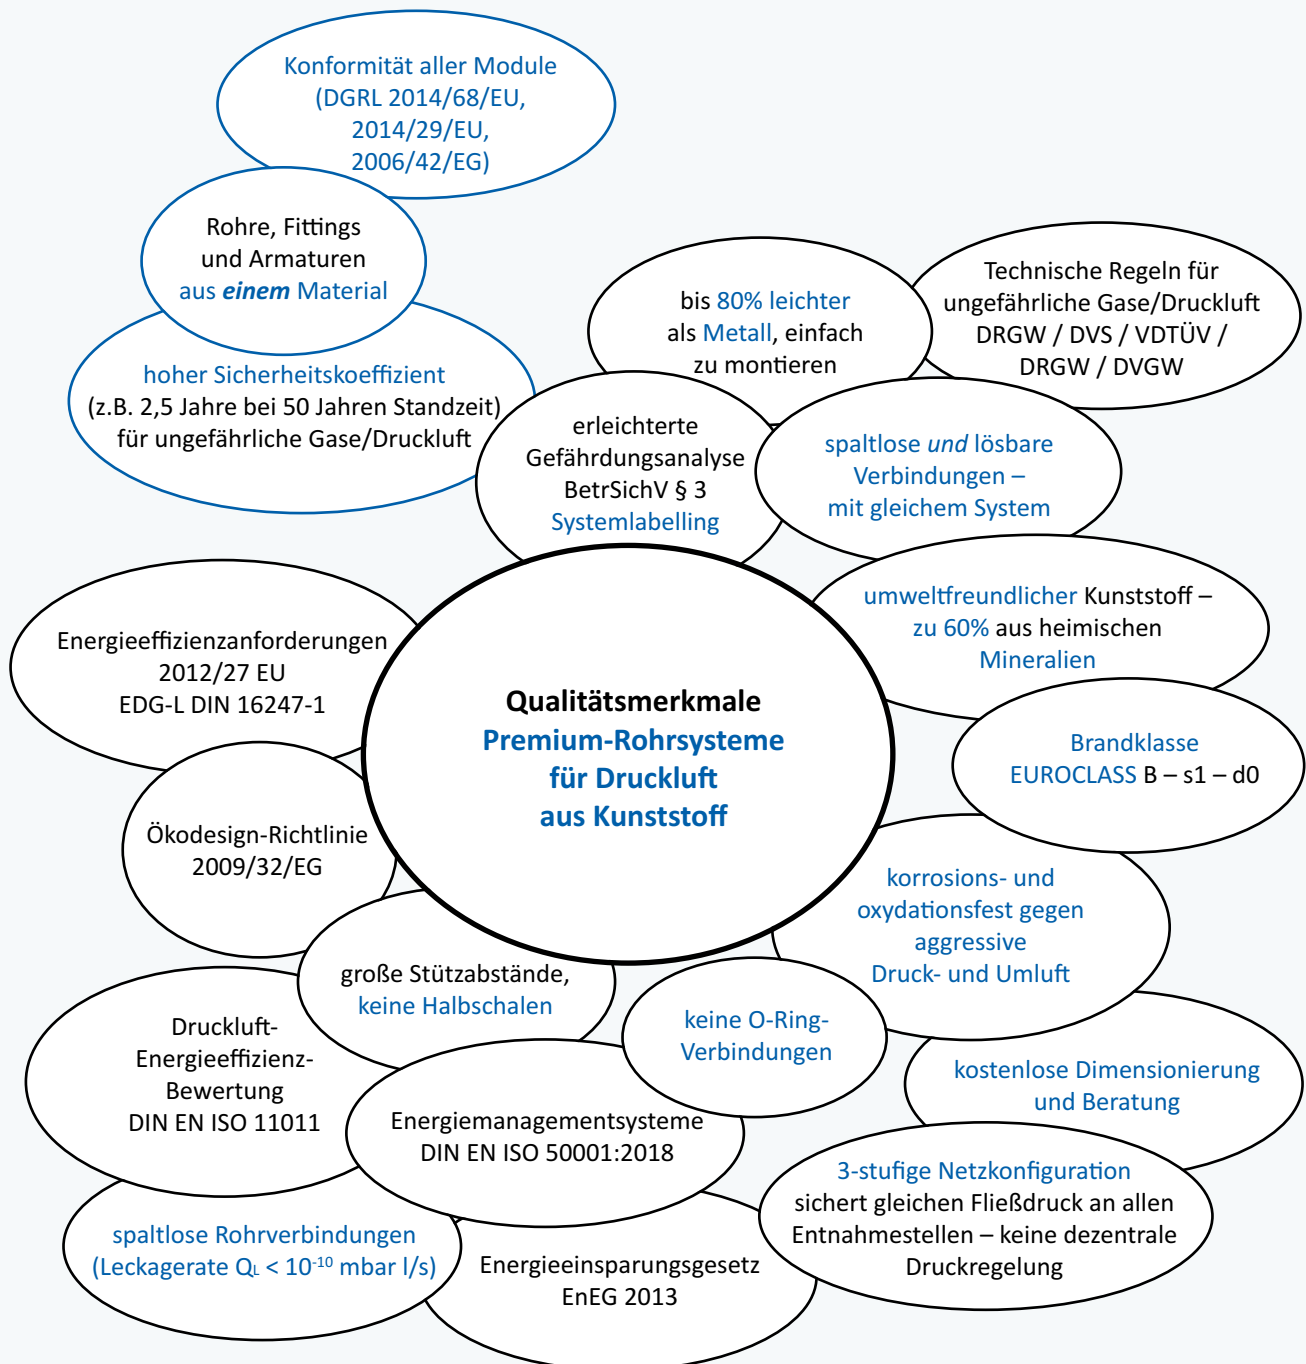 Konformität aller Module
(DGRL 2014/68/EU,
2014/29/EU,
2006/42/EG)
Rohre, Fittings
und Armaturen
aus einem Material
hoher Sicherheitskoeffizient
(z.B. 2,5 Jahre bei 50 Jahren Standzeit)
für ungefährliche Gase/Druckluft
bis 80% leichter
als Metall, einfach
zu montieren
Technische Regeln für
ungefährliche Gase/Druckluft
DRGW / DVS / VDTÜV /
DRGW / DVGW
erleichterte
Gefährdungsanalyse
BetrSichV § 3
Systemlabelling
spaltlose und lösbare
Verbindungen –
mit gleichem System
umweltfreundlicher Kunststoff –
zu 60% aus heimischen
Mineralien
Energieeffizienzanforderungen
2012/27 EU
EDG-L DIN 16247-1
Qualitätsmerkmale
Premium-Rohrsysteme
für Druckluft
aus Kunststoff
Brandklasse
EUROCLASS B – s1 – d0
Ökodesign-Richtlinie
2009/32/EG
korrosions- und
oxydationsfest gegen
aggressive
Druck- und Umluft
große Stützabstände,
keine Halbschalen
keine O-Ring-
Verbindungen
Druckluft-
Energieeffizienz-
Bewertung
DIN EN ISO 11011
kostenlose Dimensionierung
und Beratung
Energiemanagementsysteme
DIN EN ISO 50001:2018
3-stufige Netzkonfiguration
sichert gleichen Fließdruck an allen
Entnahmestellen – keine dezentrale
Druckregelung
spaltlose Rohrverbindungen
(Leckagerate QL < 10⁻¹⁰ mbar l/s)
Energieeinsparungsgesetz
EnEG 2013